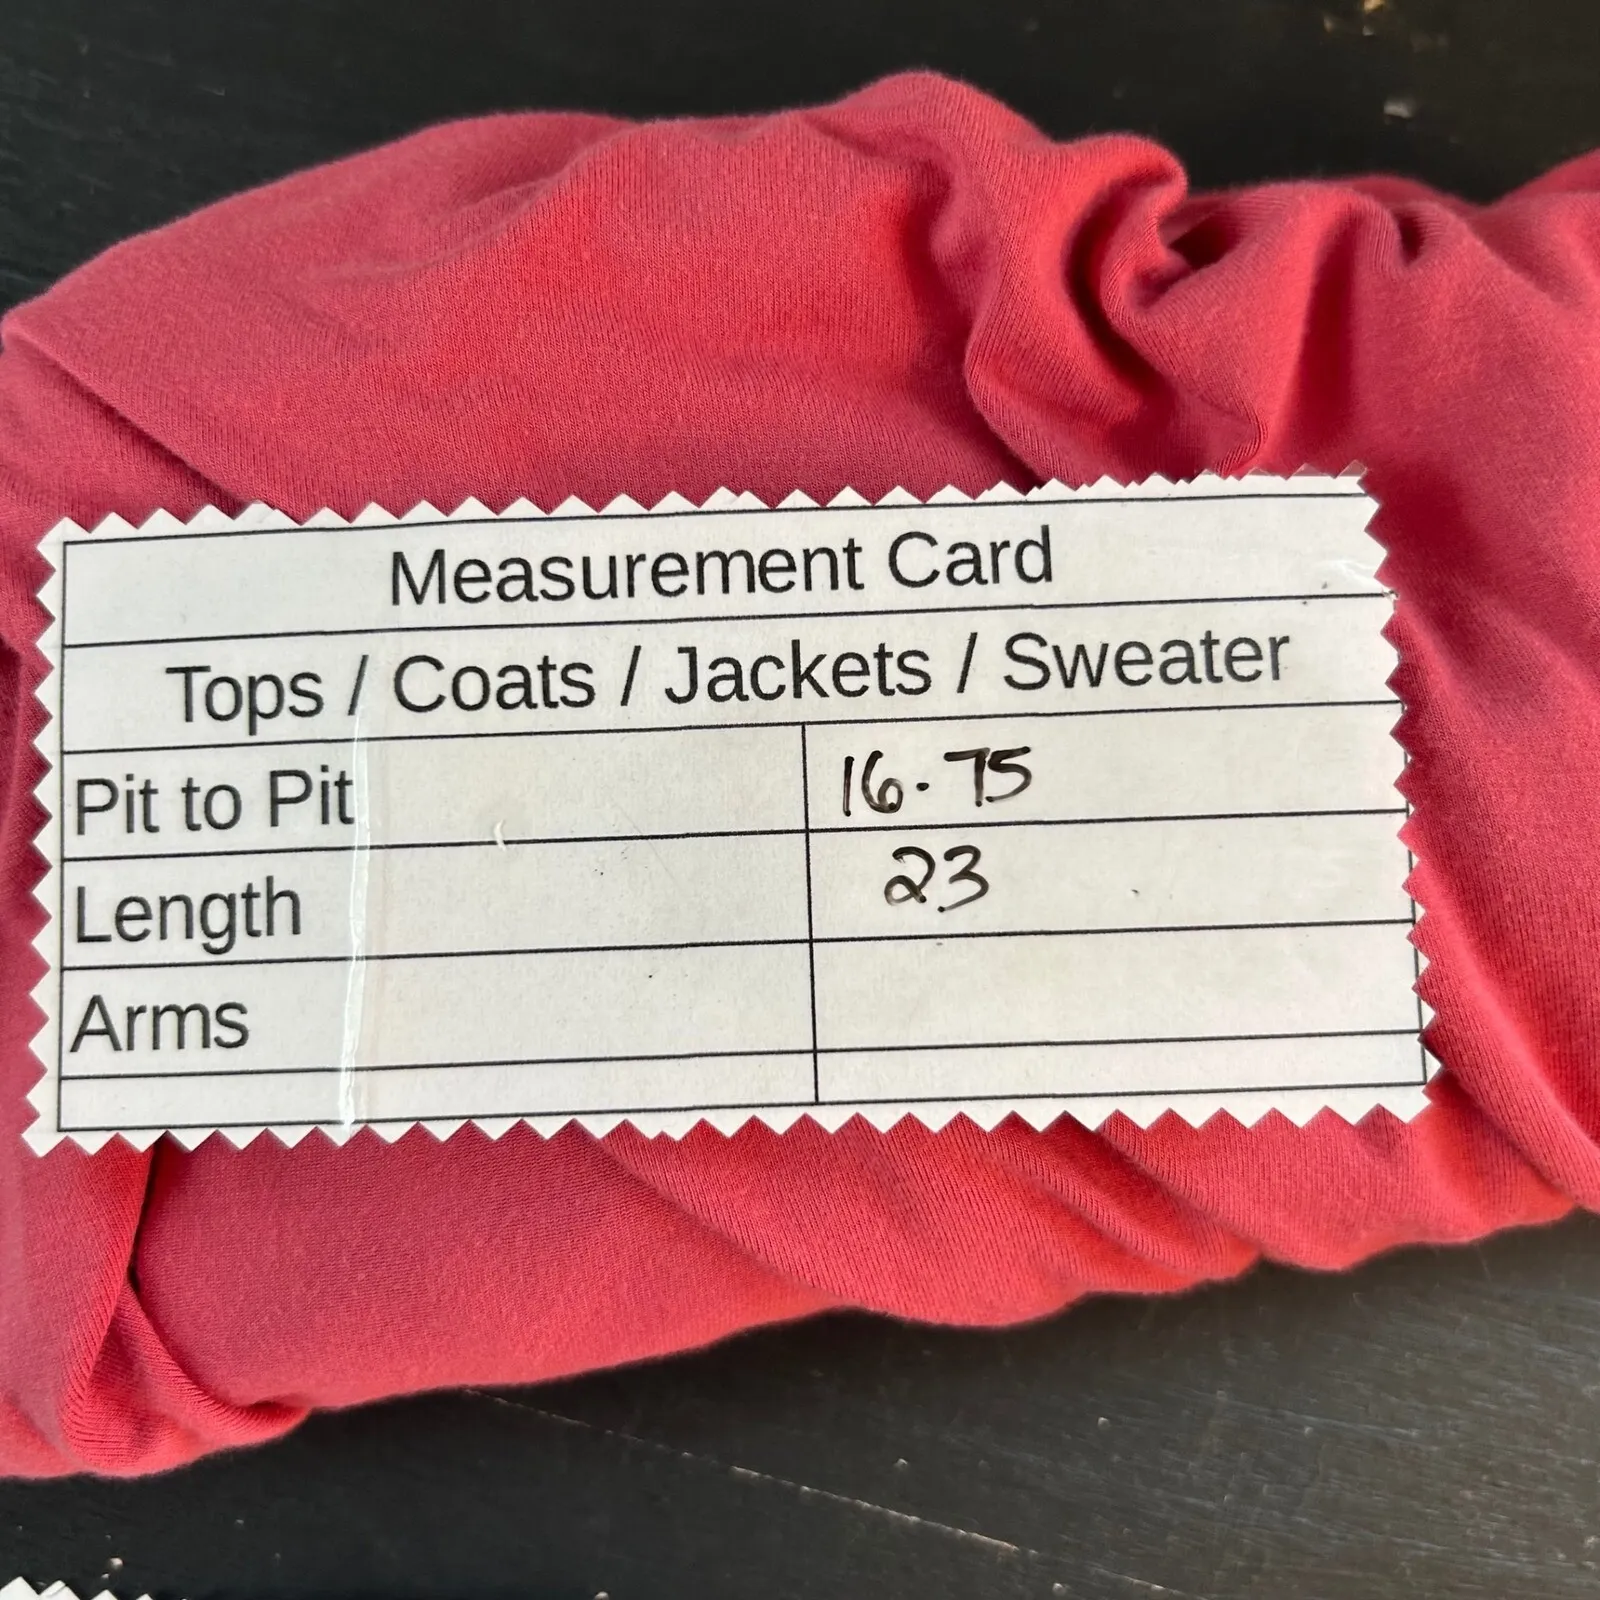 Measurement Card
Tops / Coats / Jackets / Sweater
Pit to Pit 16.75
Length 23
Arms